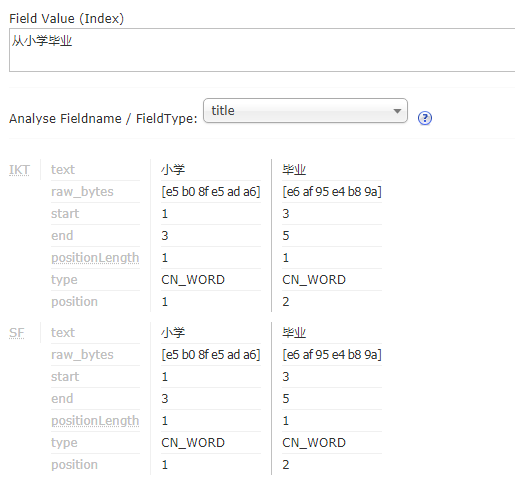 Field Value (Index)
从小学毕业
Analyse Fieldname / FieldType: title ?
IKT text 小学 毕业
raw_bytes [e5 b0 8f e5 ad a6] [e6 af 95 e4 b8 9a]
start 1 3
end 3 5
positionLength 1 1
type CN_WORD CN_WORD
position 1 2
SF text 小学 毕业
raw_bytes [e5 b0 8f e5 ad a6] [e6 af 95 e4 b8 9a]
start 1 3
end 3 5
positionLength 1 1
type CN_WORD CN_WORD
position 1 2